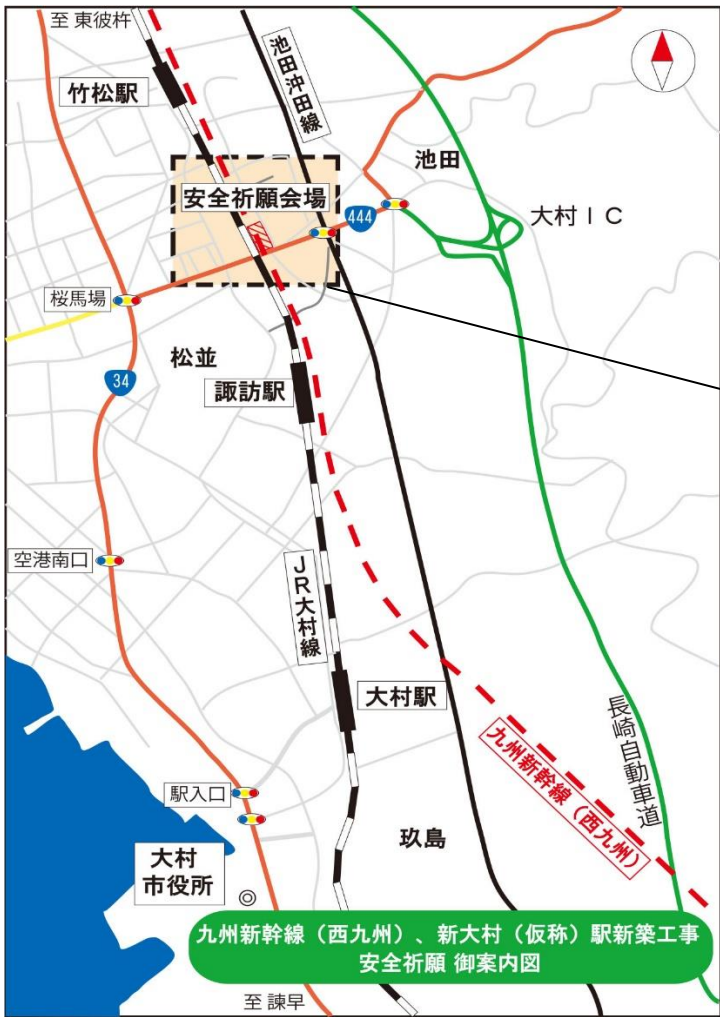 至 東彼杵
竹松駅
池田沖田線
池田
安全祈願会場
444
大村ＩＣ
桜馬場
松並
34
諏訪駅
空港南口
ＪＲ大村線
大村駅
長崎自動車道
九州新幹線（西九州）
駅入口
玖島
大村
市役所
九州新幹線（西九州）、新大村（仮称）駅新築工事
安全祈願 御案内図
至 諫早